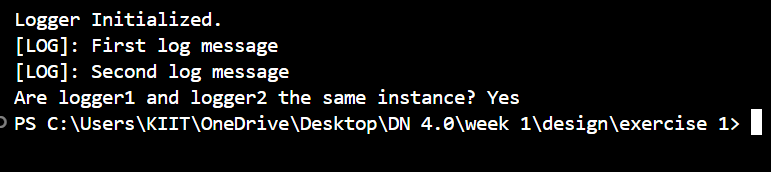 Logger Initialized.
[LOG]: First log message
[LOG]: Second log message
Are logger1 and logger2 the same instance? Yes
PS C:\Users\KIIT\OneDrive\Desktop\DN 4.0\week 1\design\exercise 1>